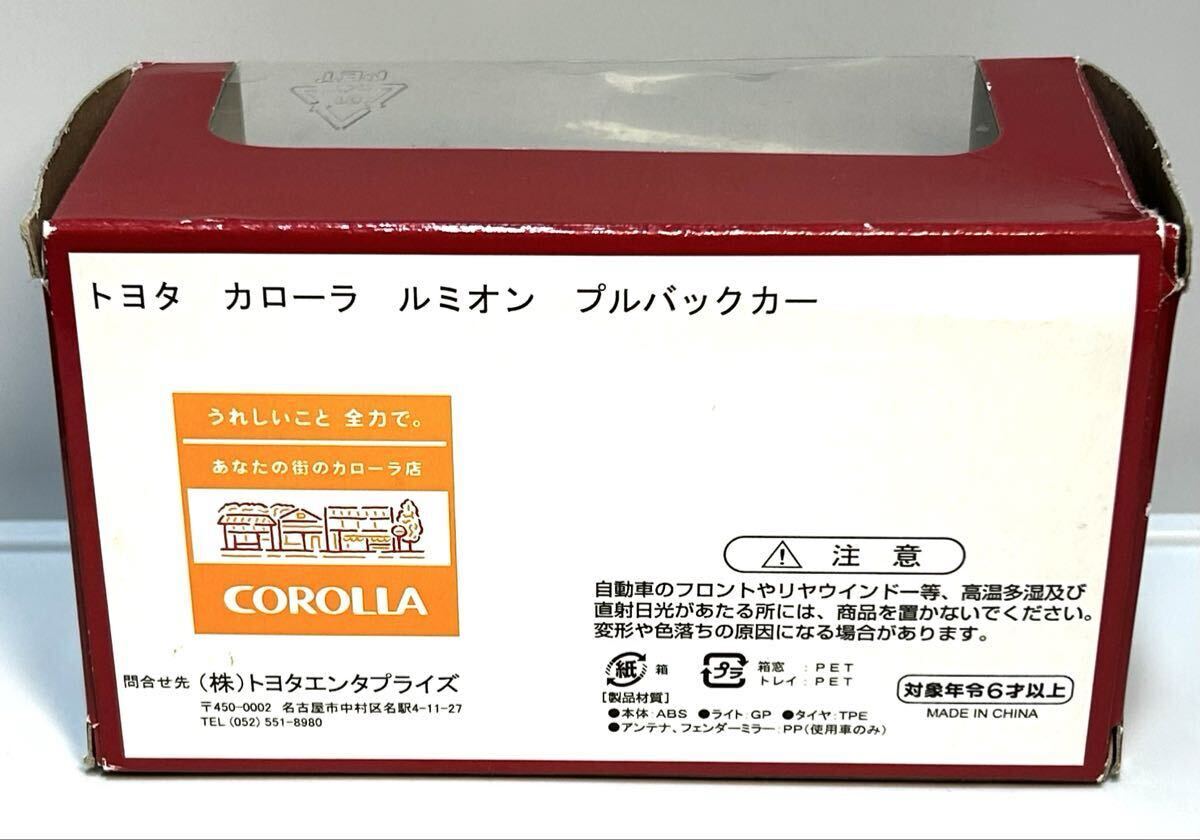 トヨタ カローラ ルミオン プルバックカー
うれしいこと 全力で。
あなたの街のカローラ店
COROLLA
問合せ先 (株)トヨタエンタプライズ
〒450-0002 名古屋市中村区名駅4-11-27
TEL(052)551-8980
注意
自動車のフロントやリヤウインドー等、高温多湿及び
直射日光があたる所には、商品を置かないでください。
変形や色落ちの原因になる場合があります。
紙 箱
プラ 箱窓 : PET
トレイ : PET
[製品材質]
●本体:ABS ●ライト:GP ●タイヤ:TPE
●アンテナ、フェンダーミラー:PP(使用車のみ)
対象年令6才以上
MADE IN CHINA